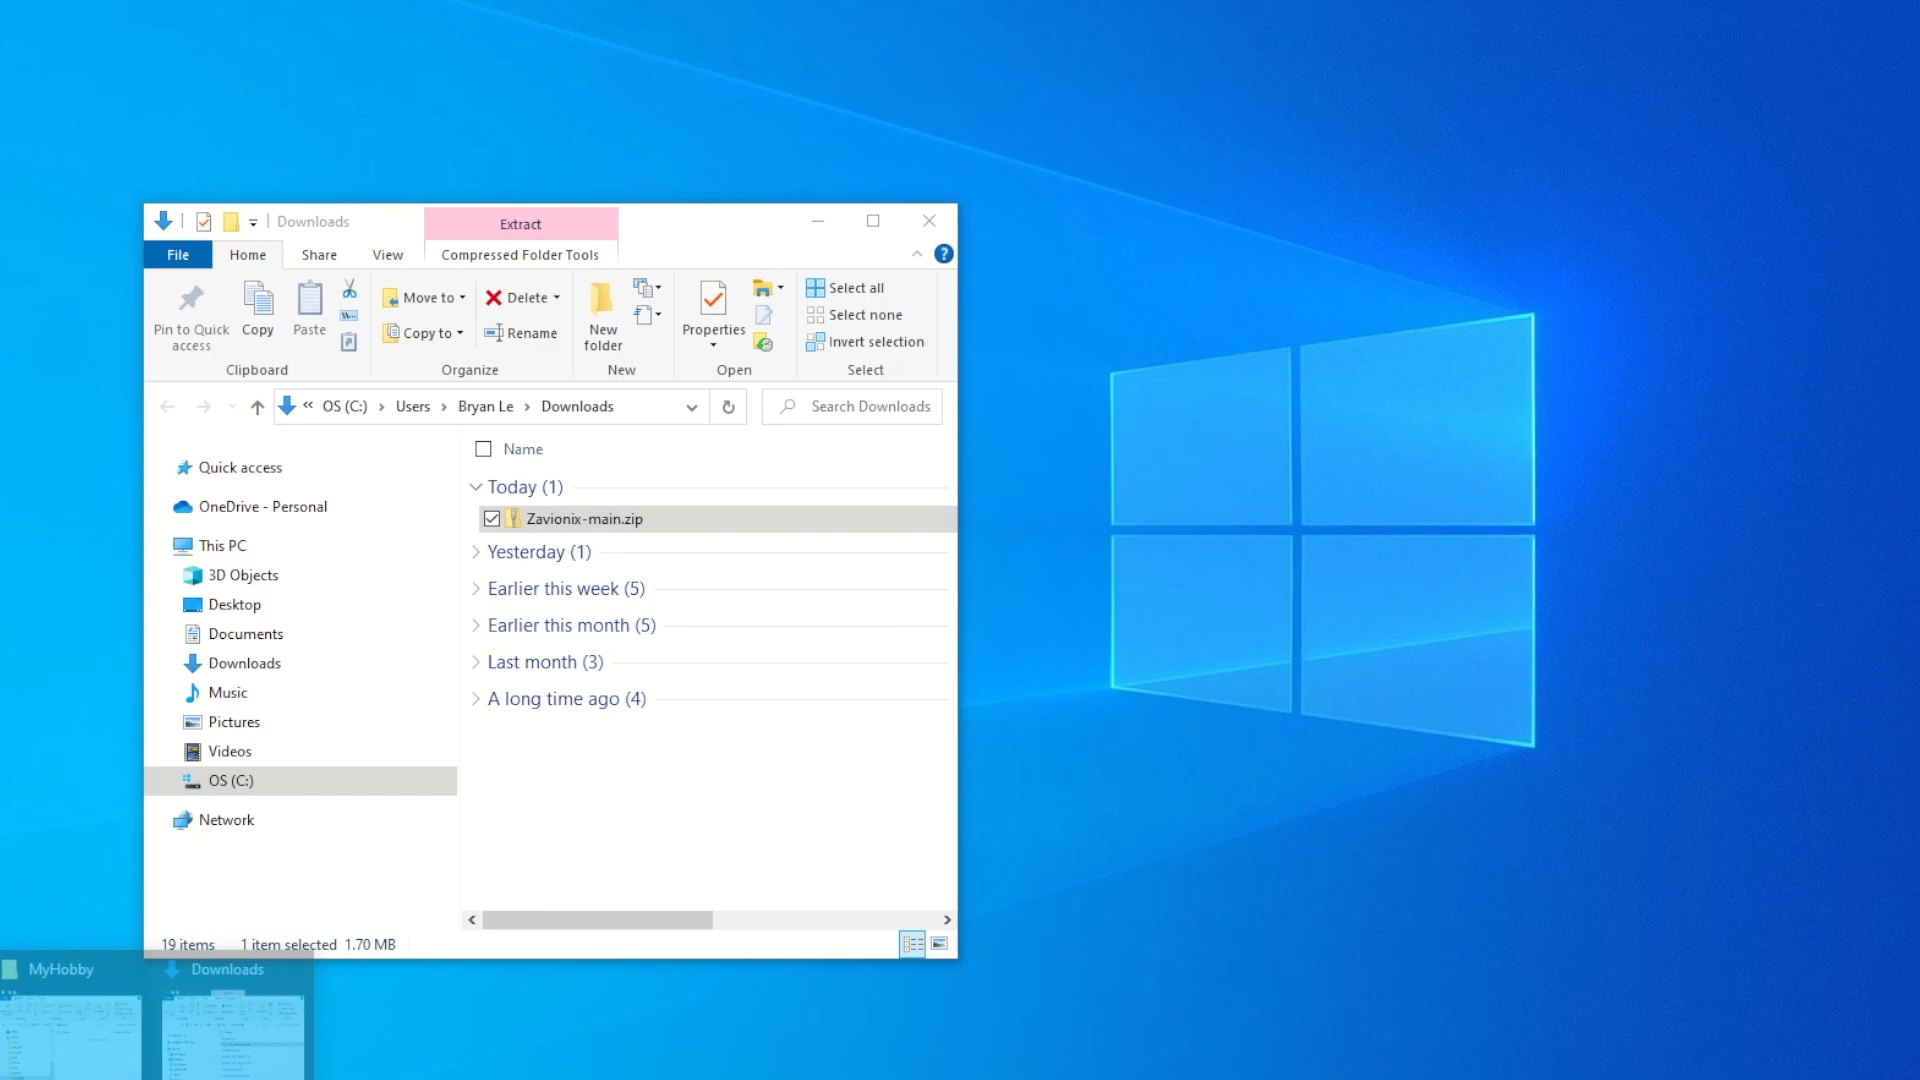 Downloads
Extract
File
Home
Share
View
Compressed Folder Tools
Pin to Quick access
Copy
Paste
Move to
Copy to
Delete
Rename
New folder
Properties
Select all
Select none
Invert selection
Clipboard
Organize
New
Open
Select
« OS (C:) › Users › Bryan Le › Downloads
Search Downloads
Quick access
OneDrive - Personal
This PC
3D Objects
Desktop
Documents
Downloads
Music
Pictures
Videos
OS (C:)
Network
Name
Today (1)
Zavionix-main.zip
Yesterday (1)
Earlier this week (5)
Earlier this month (5)
Last month (3)
A long time ago (4)
19 items
1 item selected 1.70 MB
MyHobby
Downloads